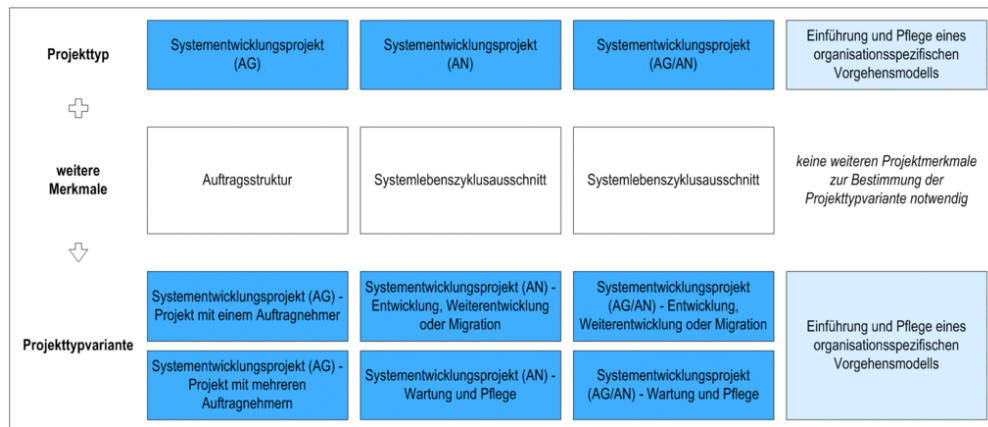 Projekttyp
Systementwicklungsprojekt
(AG)
Systementwicklungsprojekt
(AN)
Systementwicklungsprojekt
(AG/AN)
Einführung und Pflege eines
organisationsspezifischen
Vorgehensmodells
weitere
Merkmale
Auftragsstruktur
Systemlebenszyklusausschnitt
Systemlebenszyklusausschnitt
keine weiteren Projektmerkmale
zur Bestimmung der
Projekttypvariante notwendig
Projekttypvariante
Systementwicklungsprojekt (AG) -
Projekt mit einem Auftragnehmer
Systementwicklungsprojekt (AN) -
Entwicklung, Weiterentwicklung
oder Migration
Systementwicklungsprojekt
(AG/AN) - Entwicklung,
Weiterentwicklung oder Migration
Einführung und Pflege eines
organisationsspezifischen
Vorgehensmodells
Systementwicklungsprojekt (AG) -
Projekt mit mehreren
Auftragnehmern
Systementwicklungsprojekt (AN) -
Wartung und Pflege
Systementwicklungsprojekt
(AG/AN) - Wartung und Pflege